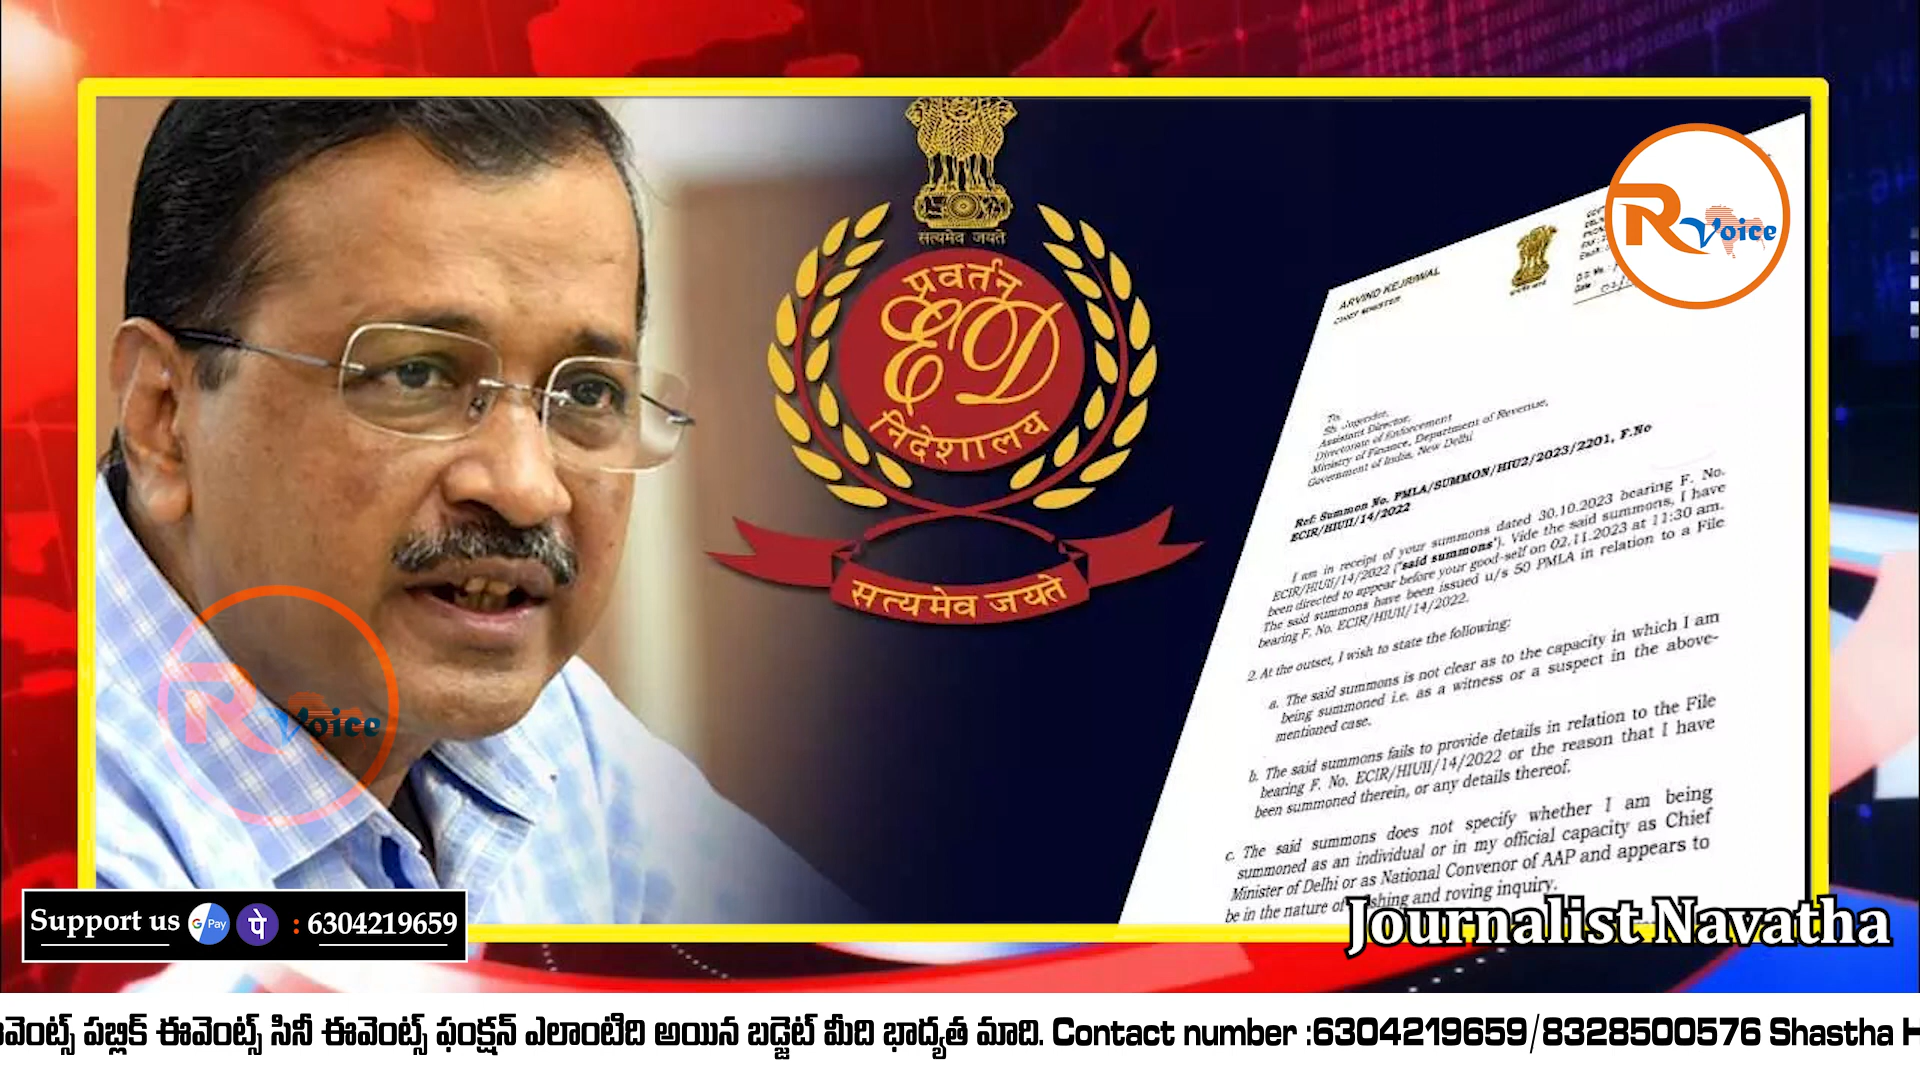 सत्यमेव जयते
प्रवर्तन
ED
निदेशालय
सत्यमेव जयते
R Voice
ARVIND KEJRIWAL
CHIEF MINISTER
To,
Sh. Jogender,
Assistant Director,
Directorate of Enforcement
Ministry of Finance, Department of Revenue,
Government of India, New Delhi
Ref: Summon No. PMLA/SUMMON/HIU2/2023/2201, F.No
ECIR/HIUII/14/2022
I am in receipt of your summons dated 30.10.2023 bearing F. No.
ECIR/HIUII/14/2022 ("said summons"). Vide the said summons, I have
been directed to appear before your good-self on 02.11.2023 at 11:30 am.
The said summons have been issued u/s 50 PMLA in relation to a File
bearing F. No. ECIR/HIUII/14/2022.
2. At the outset, I wish to state the following:
a. The said summons is not clear as to the capacity in which I am
being summoned i.e. as a witness or a suspect in the above-
mentioned case.
b. The said summons fails to provide details in relation to the File
bearing F. No. ECIR/HIUII/14/2022 or the reason that I have
been summoned therein, or any details thereof.
c. The said summons does not specify whether I am being
summoned as an individual or in my official capacity as Chief
Minister of Delhi or as National Convenor of AAP and appears to
be in the nature of shing and roving inquiry.
R Voice
Support us G Pay पे : 6304219659
Journalist Navatha
వెంట్స్ పబ్లిక్ ఈవెంట్స్ సినీ ఈవెంట్స్ ఫంక్షన్ ఎలాంటిది అయిన బడ్జెట్ మీది భాద్యత మాది. Contact number :6304219659/8328500576 Shastha H